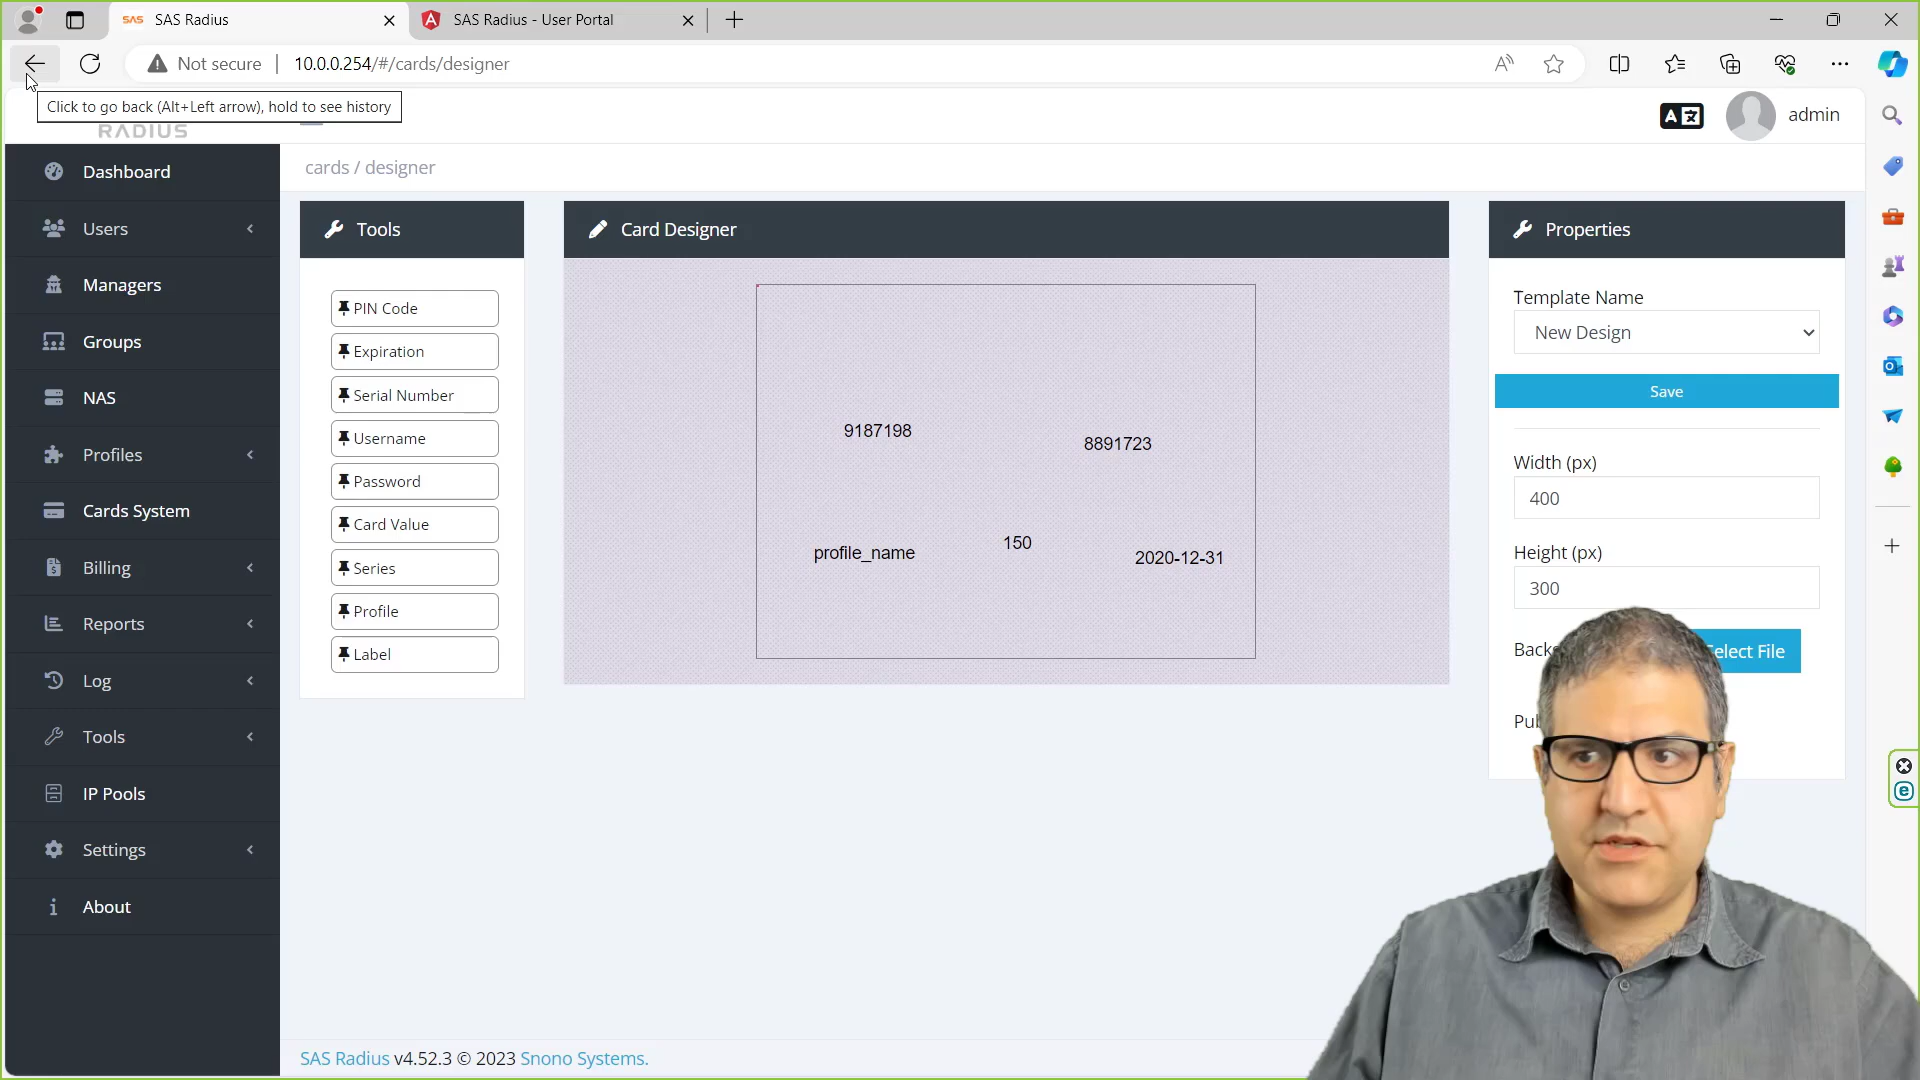 SAS SAS Radius
SAS Radius - User Portal
Not secure
10.0.0.254/#/cards/designer
Click to go back (Alt+Left arrow), hold to see history
RADIUS
admin
Dashboard
Users
Managers
Groups
NAS
Profiles
Cards System
Billing
Reports
Log
Tools
IP Pools
Settings
About
cards / designer
Tools
PIN Code
Expiration
Serial Number
Username
Password
Card Value
Series
Profile
Label
Card Designer
9187198
8891723
profile_name
150
2020-12-31
Properties
Template Name
New Design
Save
Width (px)
400
Height (px)
300
Select File
SAS Radius v4.52.3 © 2023 Snono Systems.